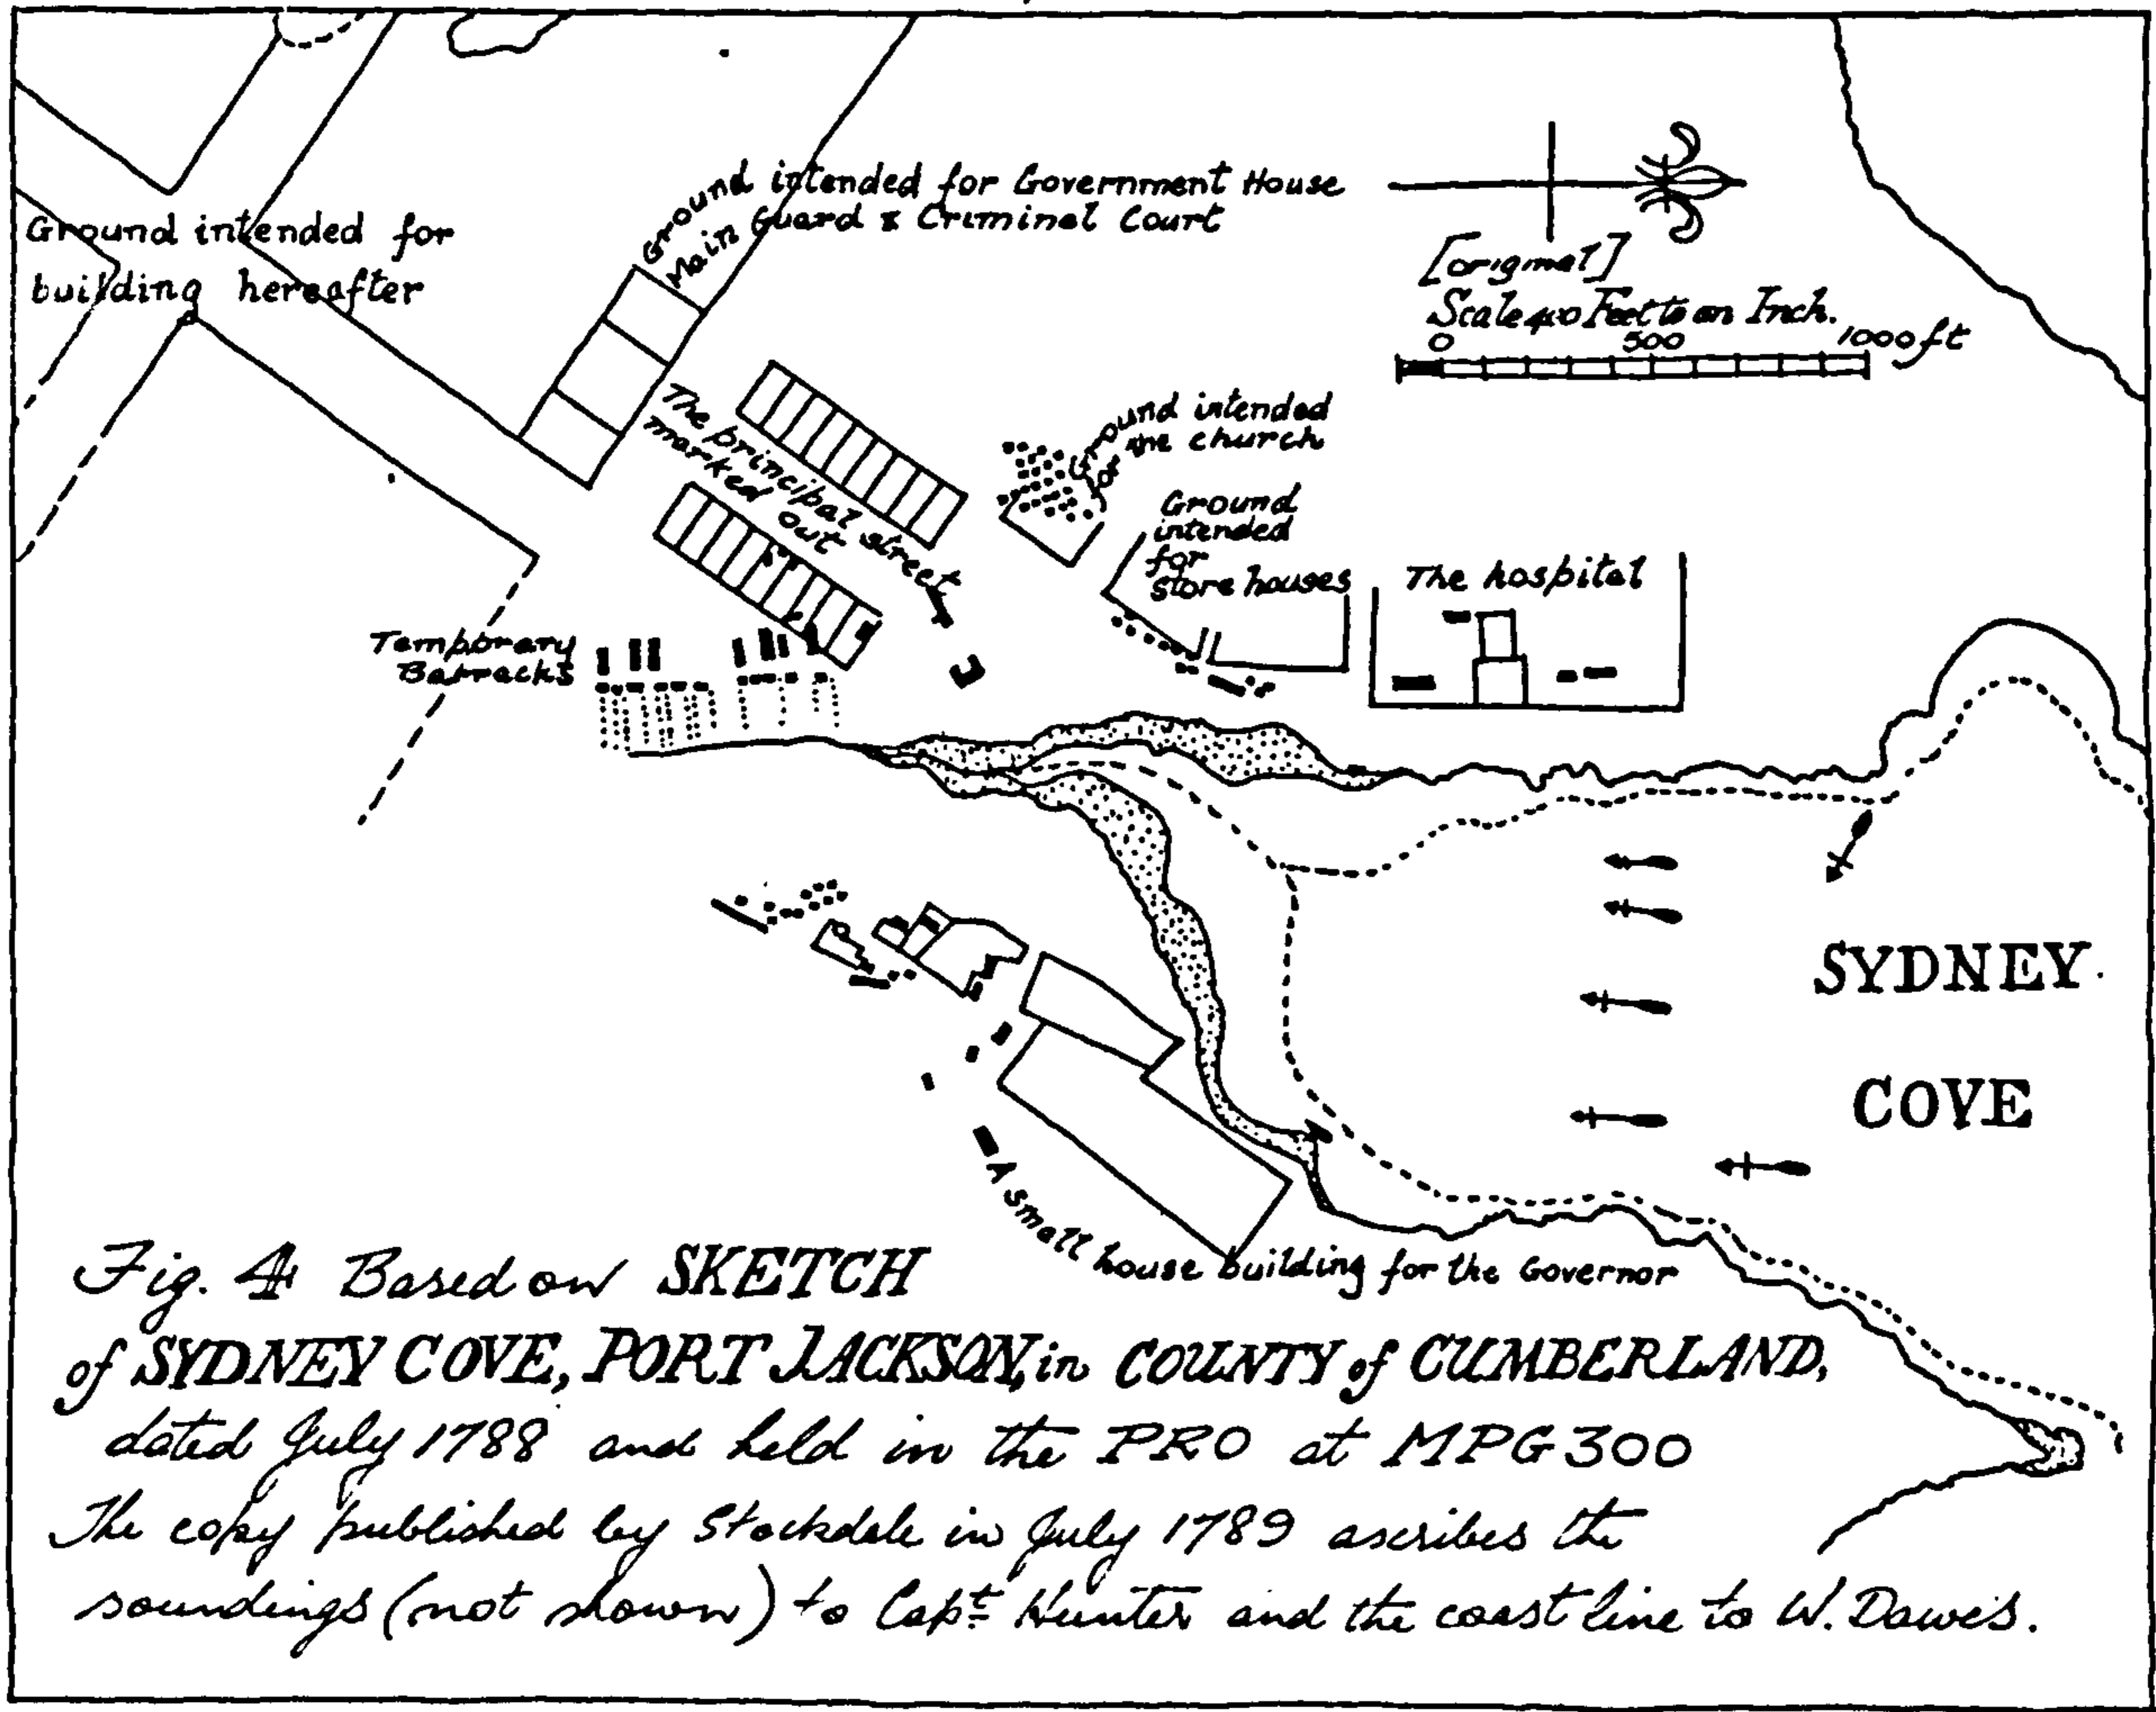 Ground intended for Government House
Main Guard & Criminal Court
Ground intended for
building hereafter
[original]
Scale 400 Feet to an Inch.
0 500 1000 ft
The principal street
marked out
Ground intended
for the church
Ground
intended
for
store houses
The hospital
Temporary
Barracks
SYDNEY
COVE
A small house building for the Governor
Fig. 4 Based on SKETCH
of SYDNEY COVE, PORT JACKSON, in COUNTY of CUMBERLAND,
dated July 1788 and held in the PRO at MPG 300
The copy published by Stockdale in July 1789 ascribes the
soundings (not shown) to Capt. Hunter and the coast line to W. Dawes.